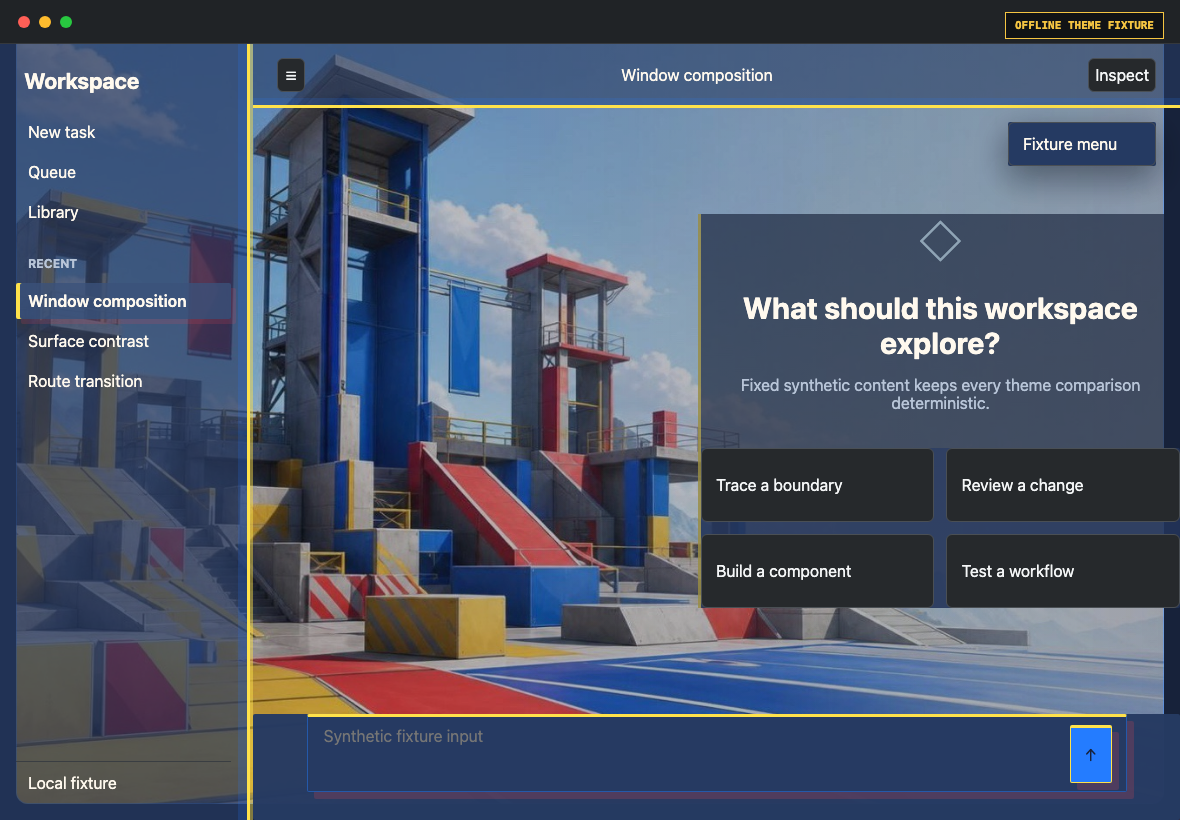 OFFLINE THEME FIXTURE
Workspace
New task
Queue
Library
RECENT
Window composition
Surface contrast
Route transition
Local fixture
Window composition
Inspect
Fixture menu
What should this workspace
explore?
Fixed synthetic content keeps every theme comparison
deterministic.
Trace a boundary
Review a change
Build a component
Test a workflow
Synthetic fixture input